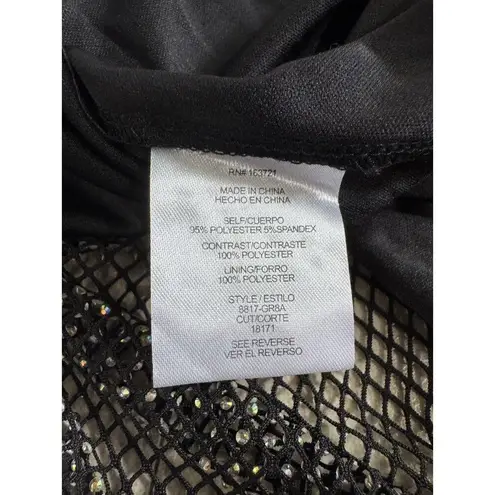 RN# 163721
MADE IN CHINA
HECHO EN CHINA
SELF/CUERPO
95% POLYESTER 5%SPANDEX
CONTRAST/CONTRASTE
100% POLYESTER
LINING/FORRO
100% POLYESTER
STYLE / ESTILO
8817-GR8A
CUT/CORTE
18171
SEE REVERSE
VER EL REVERSO